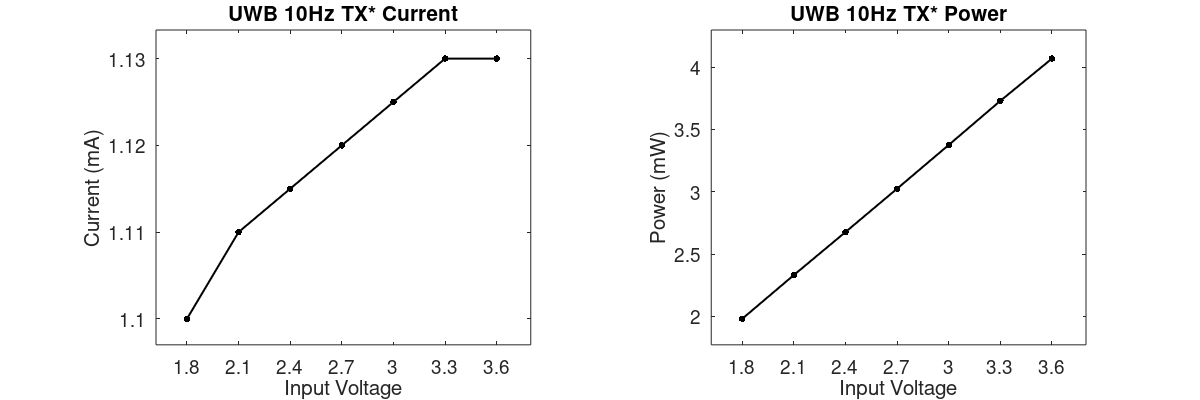 UWB 10Hz TX* Current
1.13
1.12
1.11
1.1
Current (mA)
1.8 2.1 2.4 2.7 3 3.3 3.6
Input Voltage
UWB 10Hz TX* Power
4
3.5
3
2.5
2
Power (mW)
1.8 2.1 2.4 2.7 3 3.3 3.6
Input Voltage